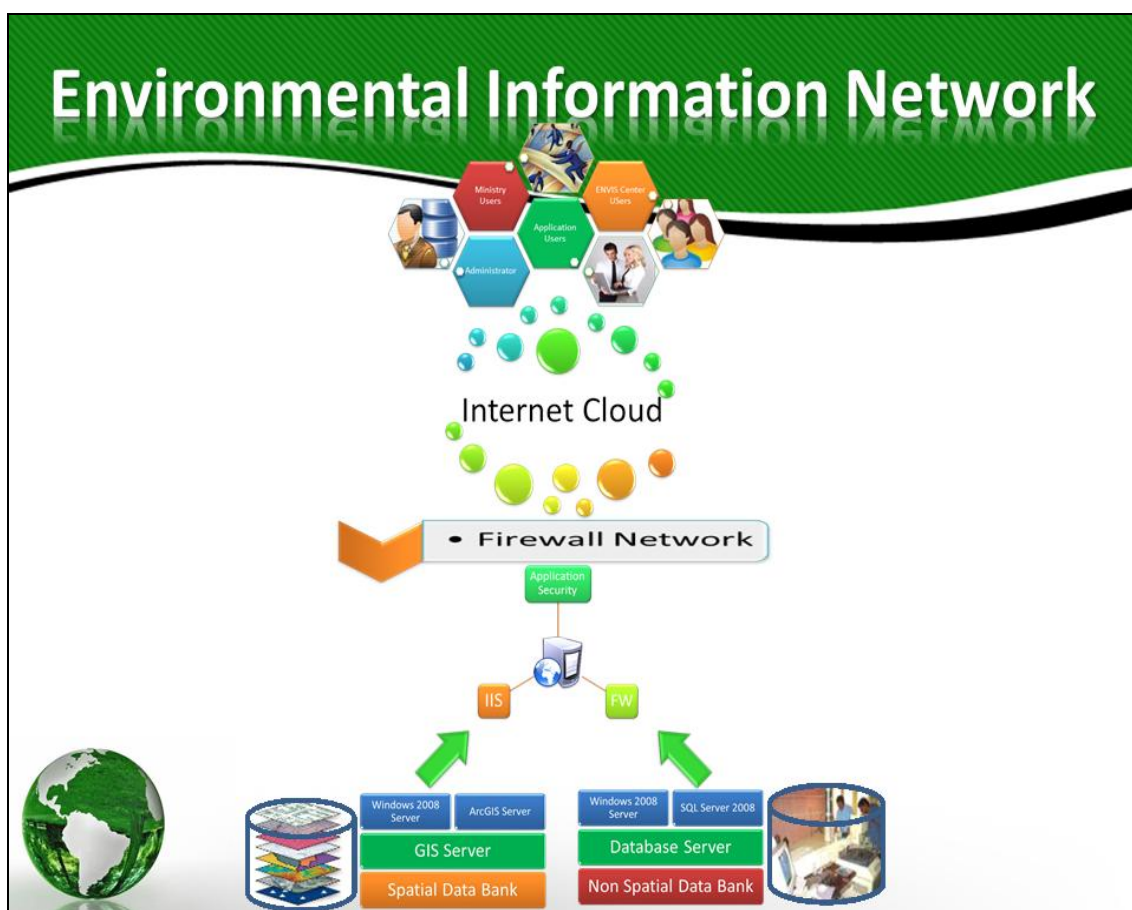 Environmental Information Network
Ministry
Users
ENVIS Center
USers
Application
Users
Administrator
Internet Cloud
• Firewall Network
Application
Security
IIS
FW
Windows 2008
Server
ArcGIS Server
GIS Server
Spatial Data Bank
Windows 2008
Server
SQL Server 2008
Database Server
Non Spatial Data Bank